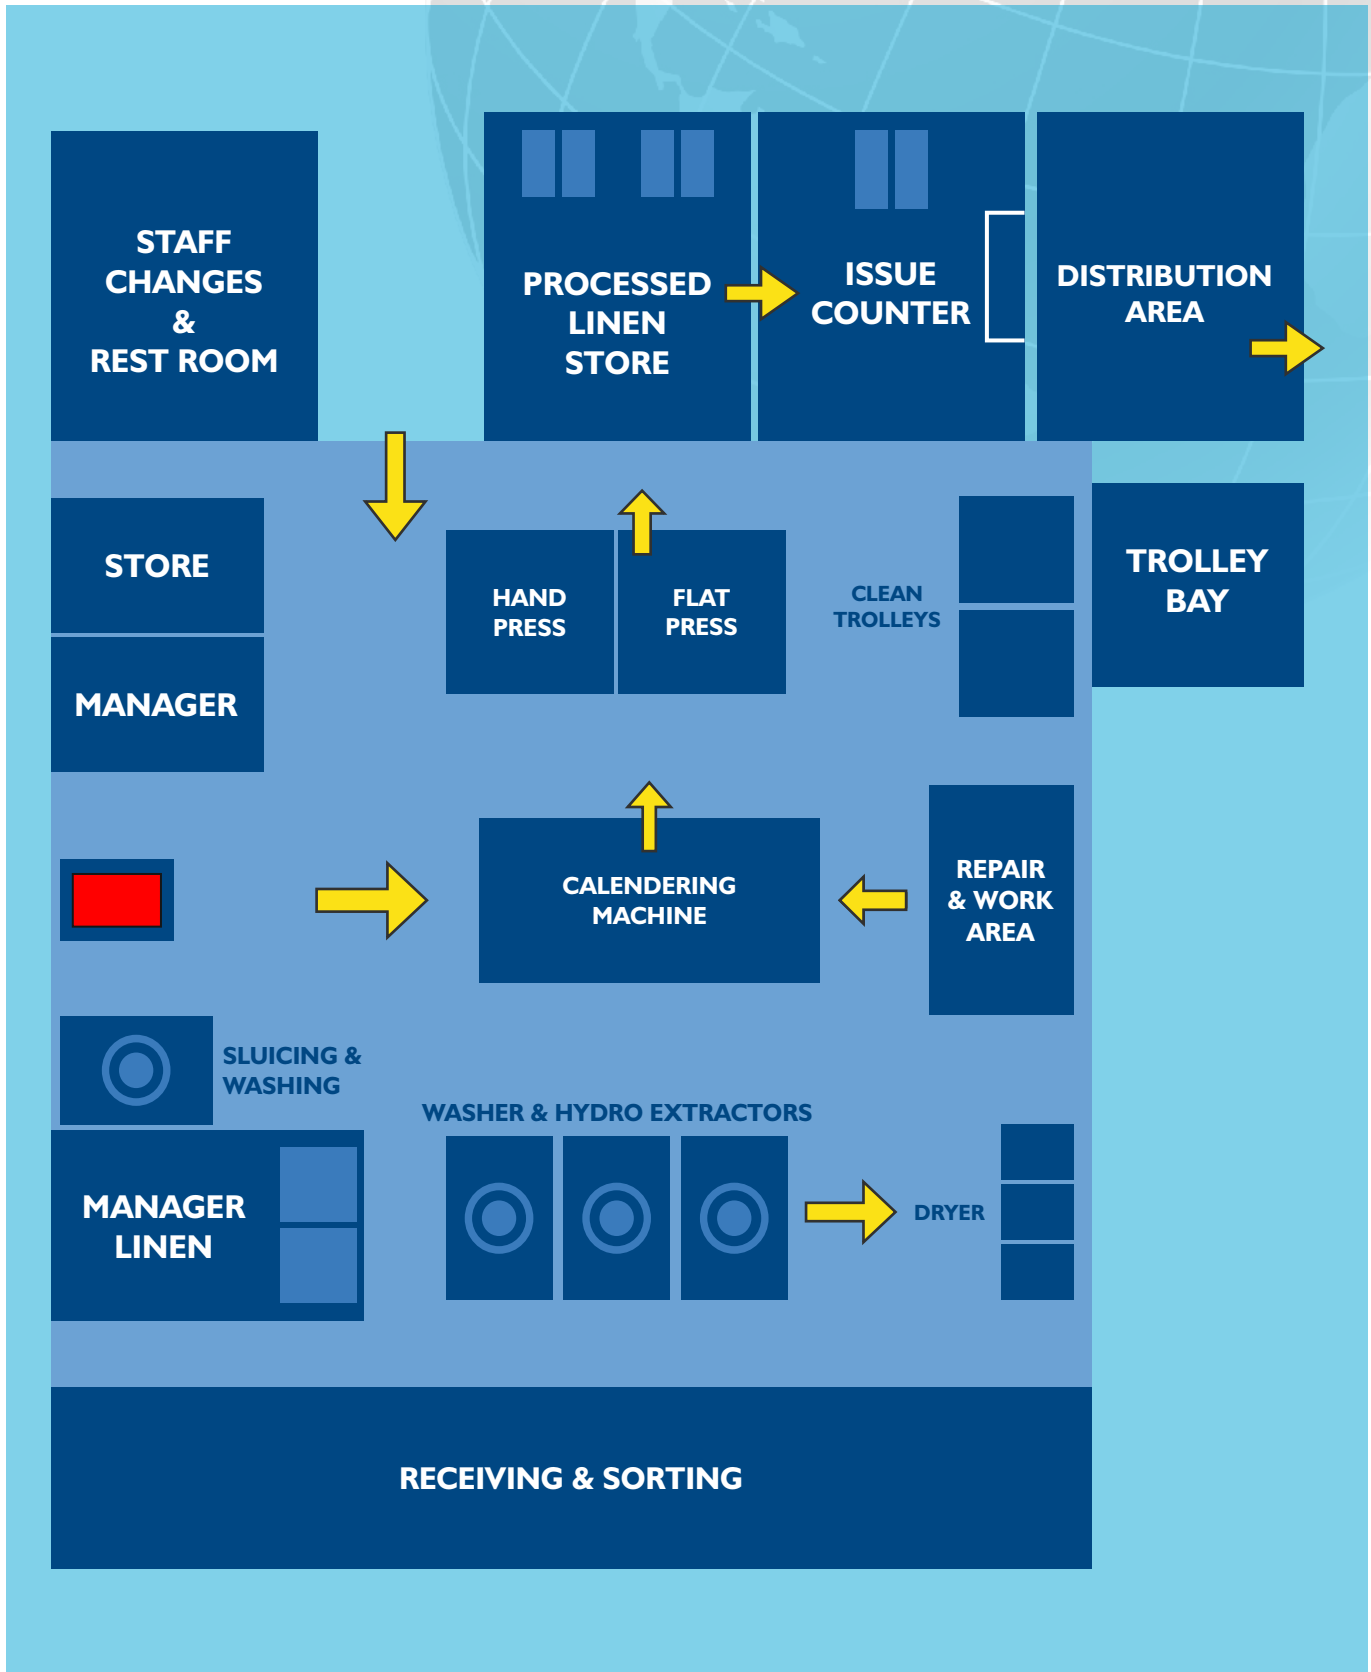 STAFF
CHANGES
&
REST ROOM
PROCESSED
LINEN
STORE
ISSUE
COUNTER
DISTRIBUTION
AREA
STORE
MANAGER
HAND
PRESS
FLAT
PRESS
CLEAN
TROLLEYS
TROLLEY
BAY
CALENDERING
MACHINE
REPAIR
& WORK
AREA
SLUICING &
WASHING
WASHER & HYDRO EXTRACTORS
MANAGER
LINEN
DRYER
RECEIVING & SORTING